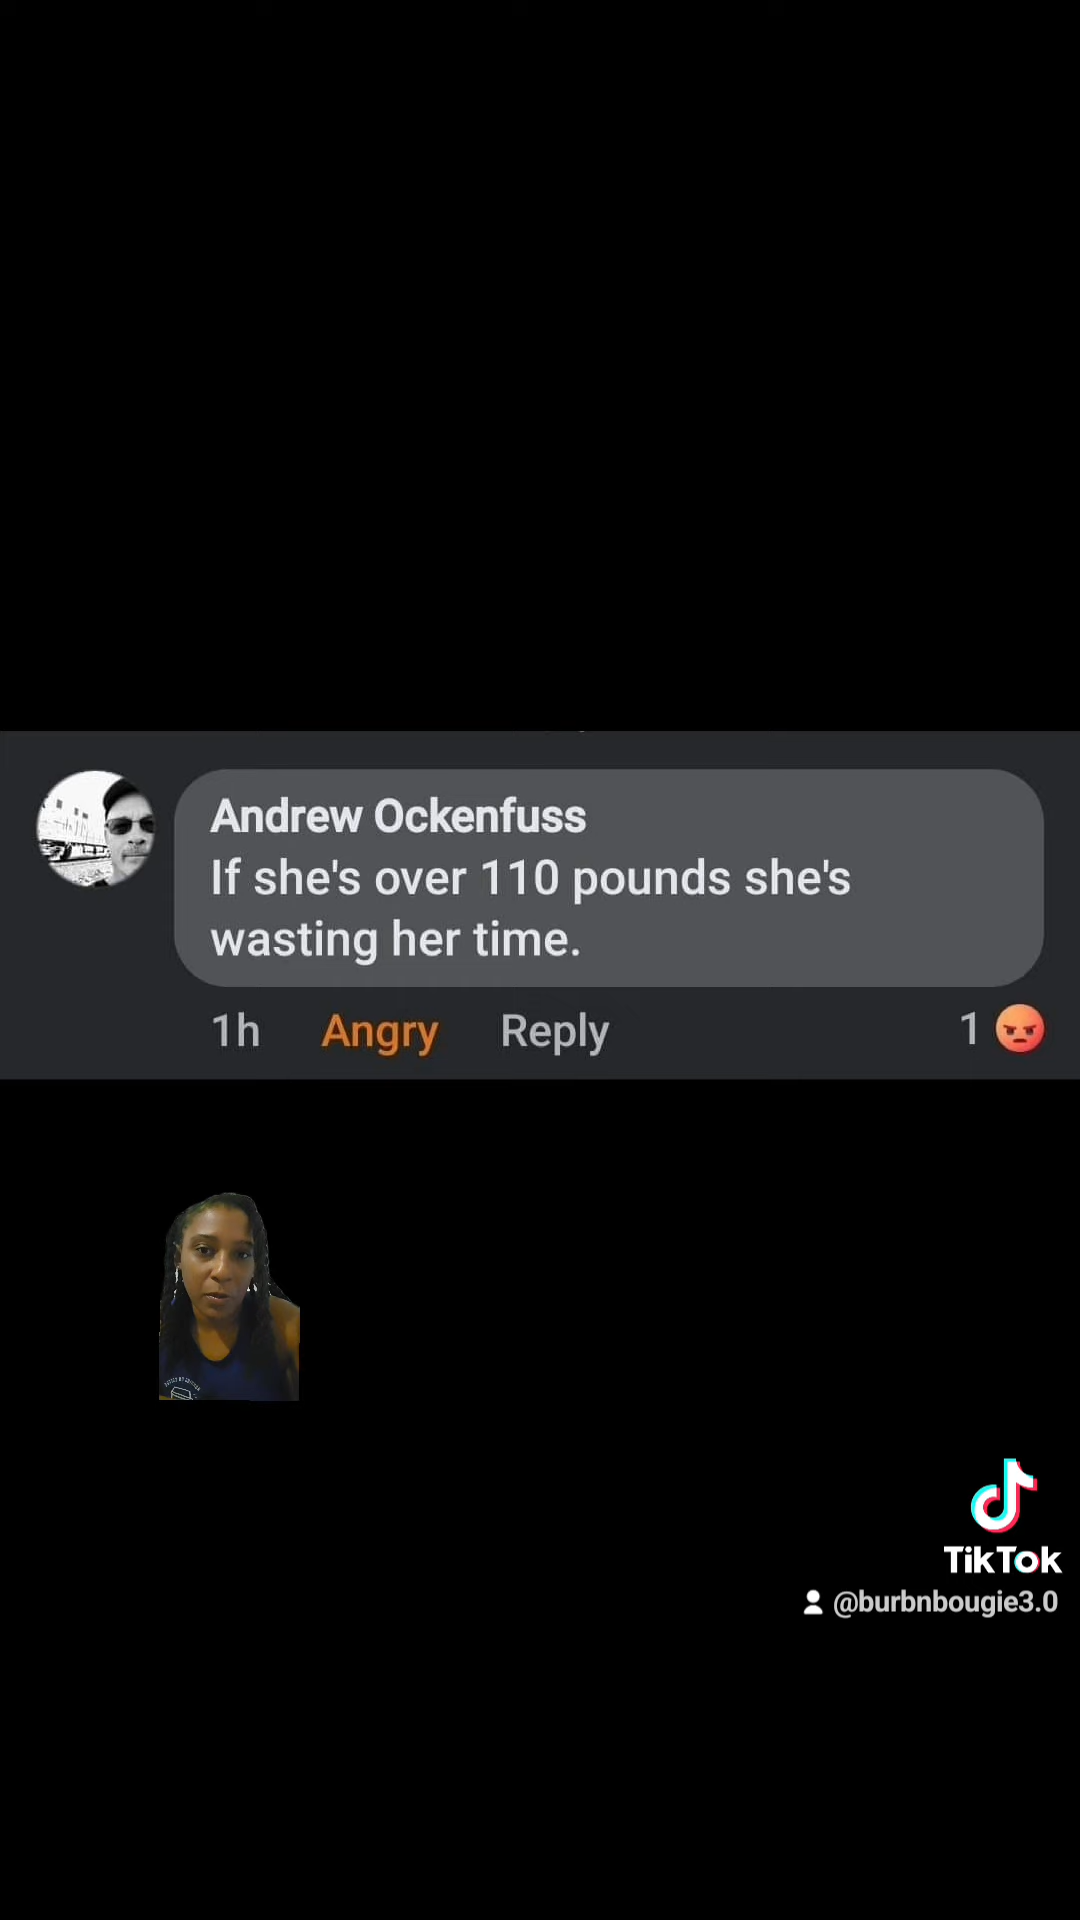 Andrew Ockenfuss
If she's over 110 pounds she's
wasting her time.
1h Angry Reply 1
TikTok
@burbnbougie3.0